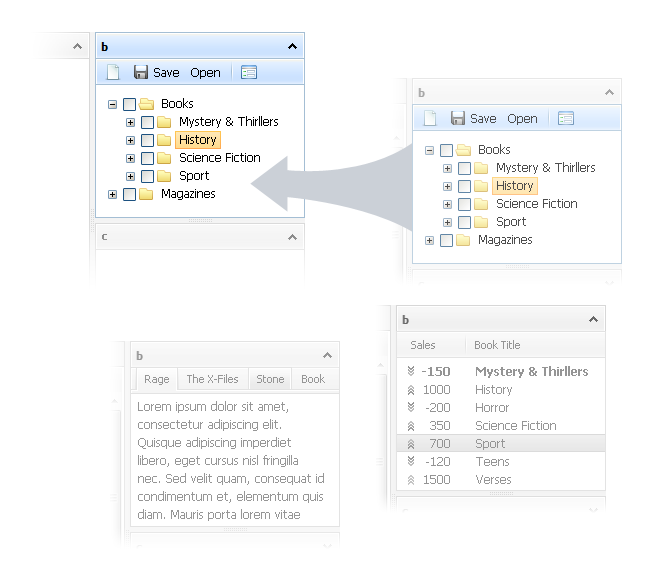 b
Save Open
Books
Mystery & Thirllers
History
Science Fiction
Sport
Magazines
c
b
Save Open
Books
Mystery & Thirllers
History
Science Fiction
Sport
Magazines
b
Rage The X-Files Stone Book
Lorem ipsum dolor sit amet,
consectetur adipiscing elit.
Quisque adipiscing imperdiet
libero, eget cursus nisl fringilla
nec. Sed velit quam, consequat id
condimentum et, elementum quis
diam. Mauris porta lorem vitae
b
Sales Book Title
-150 Mystery & Thirllers
1000 History
-200 Horror
350 Science Fiction
700 Sport
-120 Teens
1500 Verses